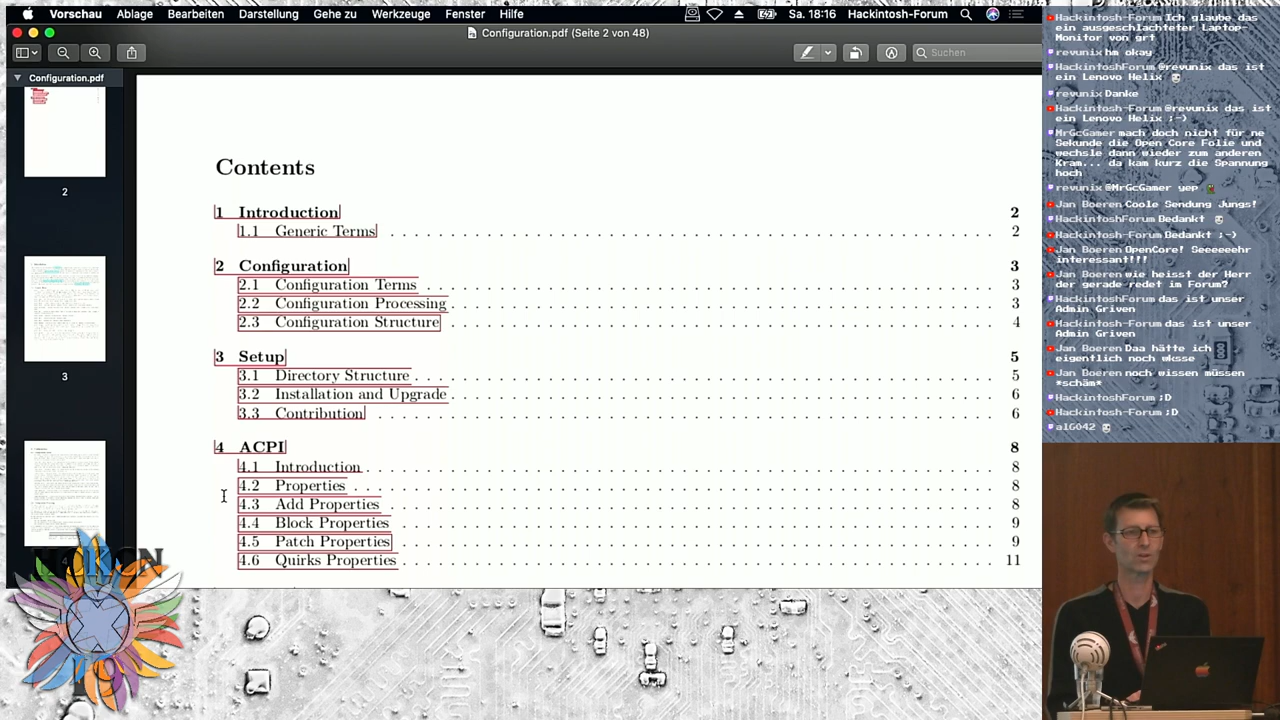 Vorschau Ablage Bearbeiten Darstellung Gehe zu Werkzeuge Fenster Hilfe Sa. 18:16 Hackintosh-Forum
Configuration.pdf (Seite 2 von 48)
Suchen
Configuration.pdf
2
3
Contents
1 Introduction 2
1.1 Generic Terms 2
2 Configuration 3
2.1 Configuration Terms 3
2.2 Configuration Processing 3
2.3 Configuration Structure 4
3 Setup 5
3.1 Directory Structure 5
3.2 Installation and Upgrade 6
3.3 Contribution 6
4 ACPI 8
4.1 Introduction 8
4.2 Properties 8
4.3 Add Properties 8
4.4 Block Properties 9
4.5 Patch Properties 9
4.6 Quirks Properties 11
Hackintosh-Forum Ich glaube das
ein ausgeschlachteter Laptop-
Monitor von grt
revunix hm okay
HackintoshForum @revunix das ist
ein Lenovo Helix
revunix Danke
Hackintosh-Forum @revunix das ist
ein Lenovo Helix ;-)
MrGcGamer mach doch nicht für ne
Sekunde die Open Core Folie und
wechsle dann wieder zum anderen
Kram... da kam kurz die Spannung
hoch
revunix @MrGcGamer yep
Jan Boeren Coole Sendung Jungs!
HackintoshForum Bedankt
Hackintosh-Forum Bedankt ;-)
Jan Boeren OpenCore! Seeeeeehr
interessant!!!
Jan Boeren wie heisst der Herr
der gerade redet im Forum?
HackintoshForum das ist unser
Admin Griven
Hackintosh-Forum das ist unser
Admin Griven
Jan Boeren Daa hätte ich
eigentlich noch wksse
Jan Boeren noch wissen müssen
*schäm*
HackintoshForum ;D
Hackintosh-Forum ;D
al6042